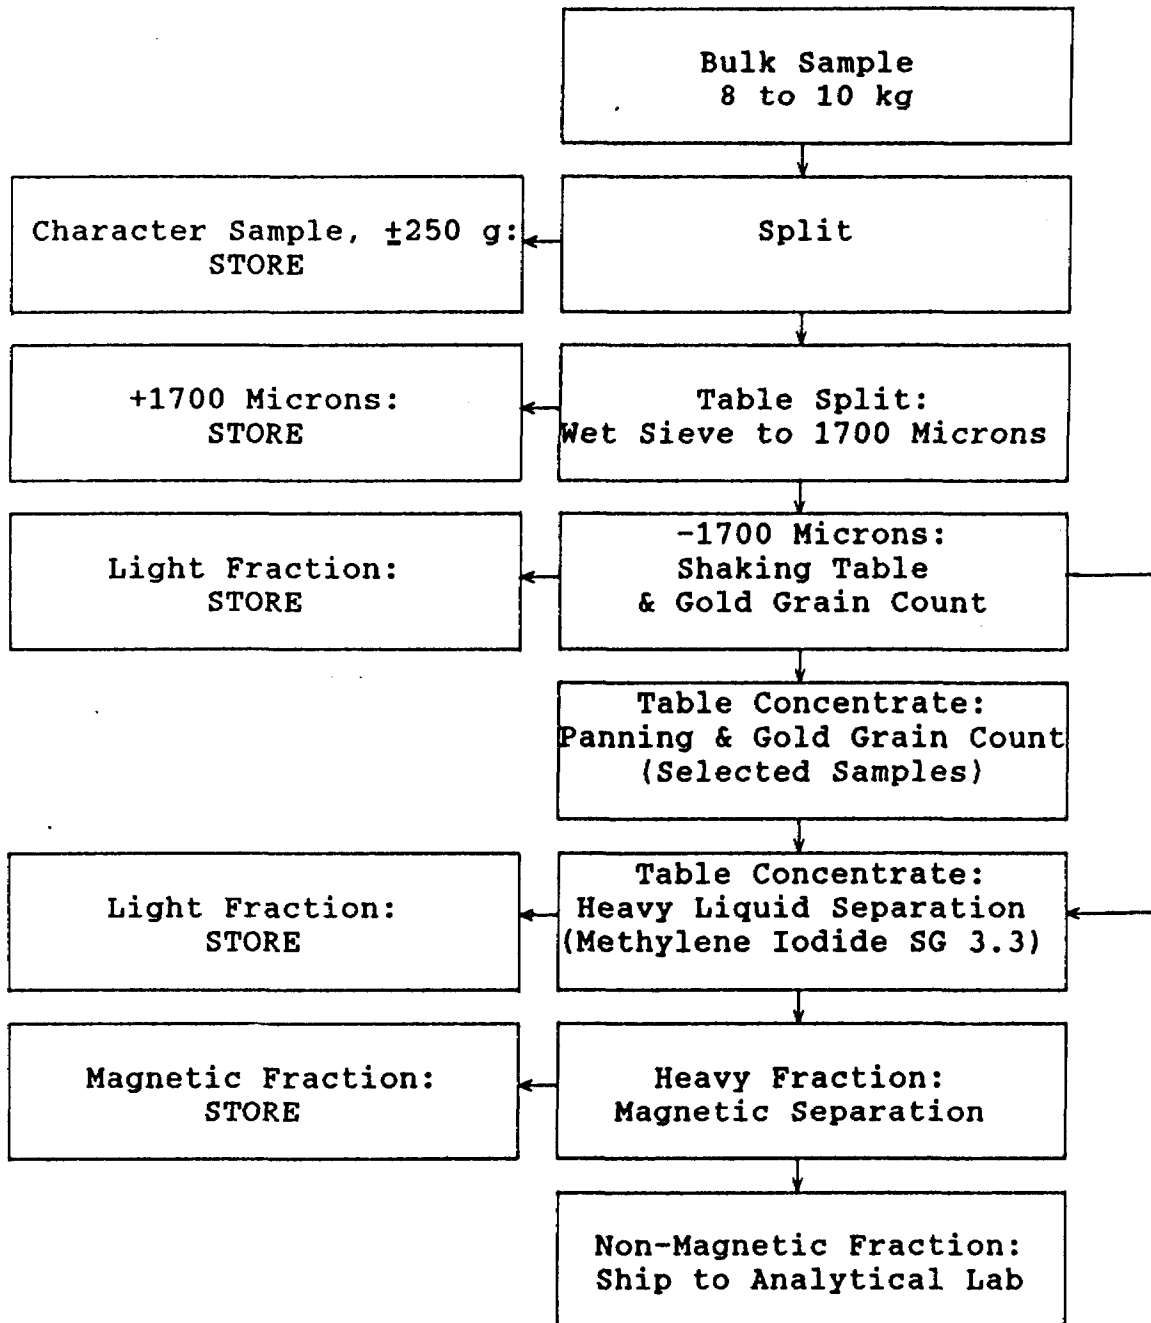 Bulk Sample
8 to 10 kg
Character Sample, ±250 g:
STORE
Split
+1700 Microns:
STORE
Table Split:
Wet Sieve to 1700 Microns
Light Fraction:
STORE
-1700 Microns:
Shaking Table
& Gold Grain Count
Table Concentrate:
Panning & Gold Grain Count
(Selected Samples)
Light Fraction:
STORE
Table Concentrate:
Heavy Liquid Separation
(Methylene Iodide SG 3.3)
Magnetic Fraction:
STORE
Heavy Fraction:
Magnetic Separation
Non-Magnetic Fraction:
Ship to Analytical Lab